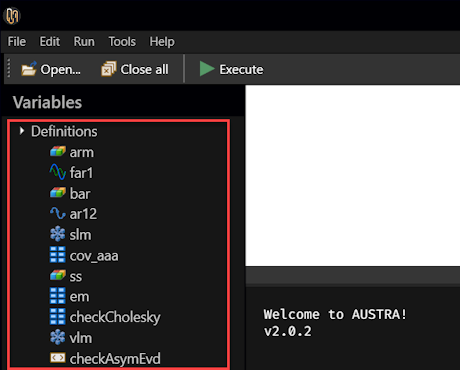 File Edit Run Tools Help
Open... Close all Execute
Variables
Definitions
arm
far1
bar
ar12
slm
cov_aaa
ss
em
checkCholesky
vlm
checkAsymEvd
Welcome to AUSTRA!
v2.0.2